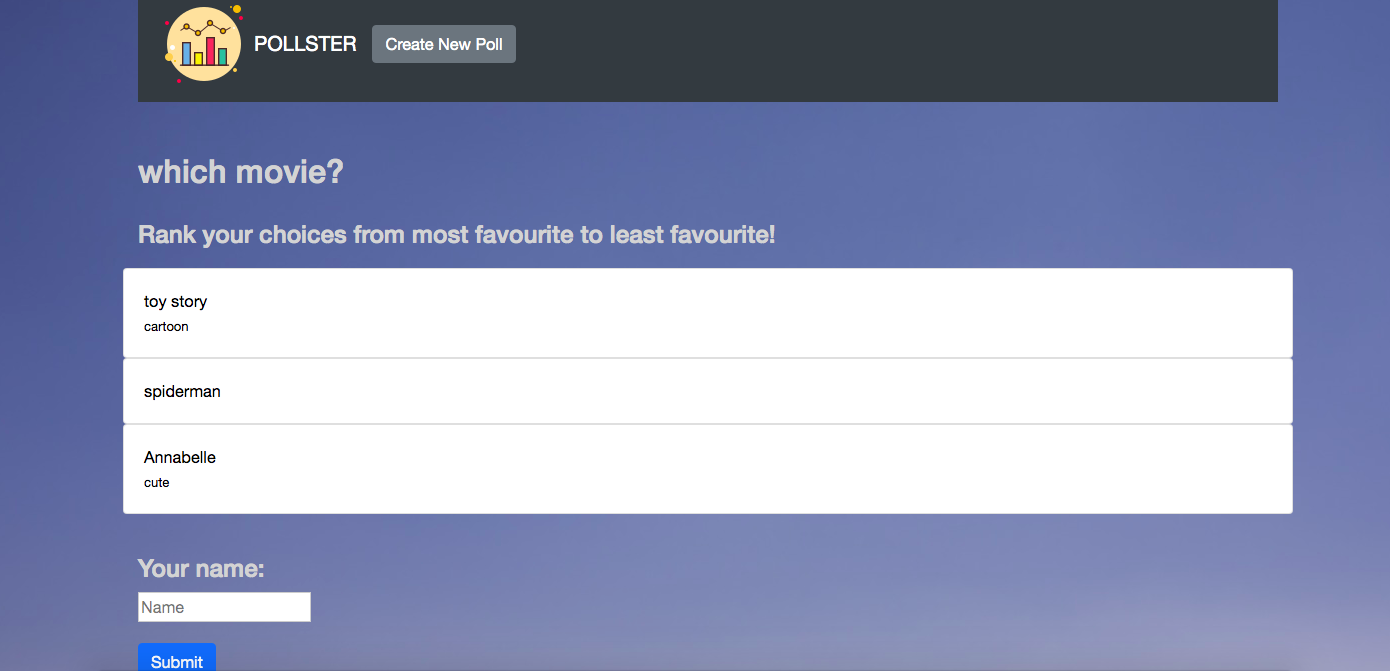 POLLSTER
Create New Poll
which movie?
Rank your choices from most favourite to least favourite!
toy story
cartoon
spiderman
Annabelle
cute
Your name:
Name
Submit